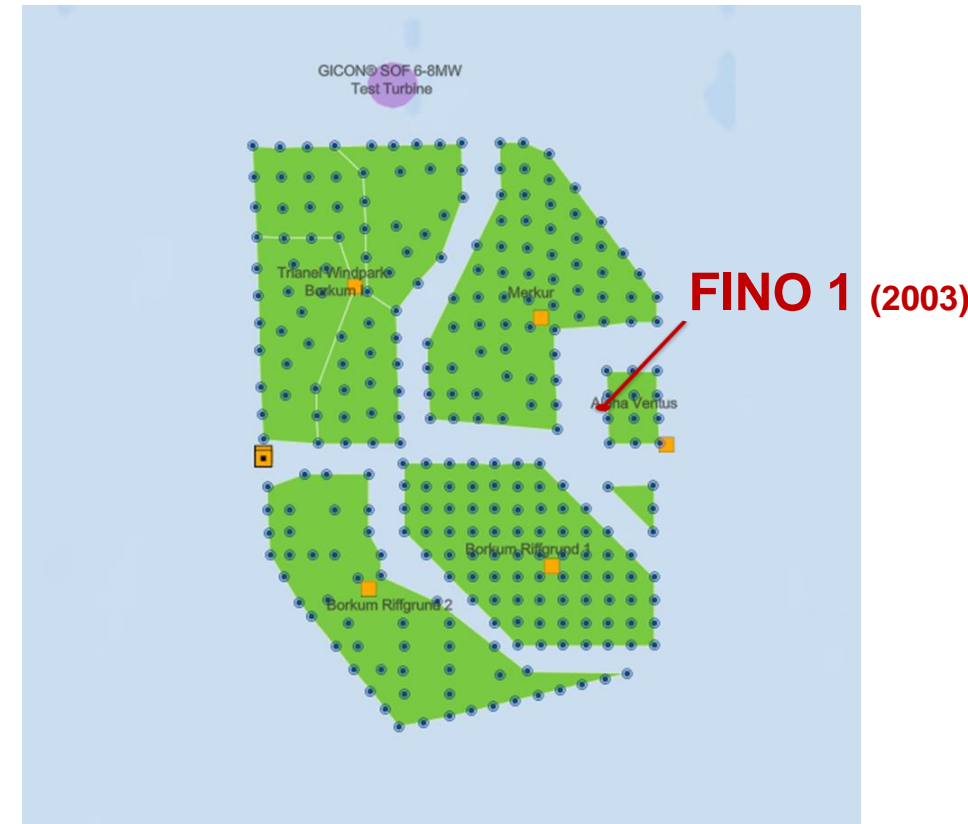 GICON® SOF 6-8MW
Test Turbine
Trianel Windpark
Borkum I
Merkur
FINO 1 (2003)
Alpha Ventus
Borkum Riffgrund 1
Borkum Riffgrund 2